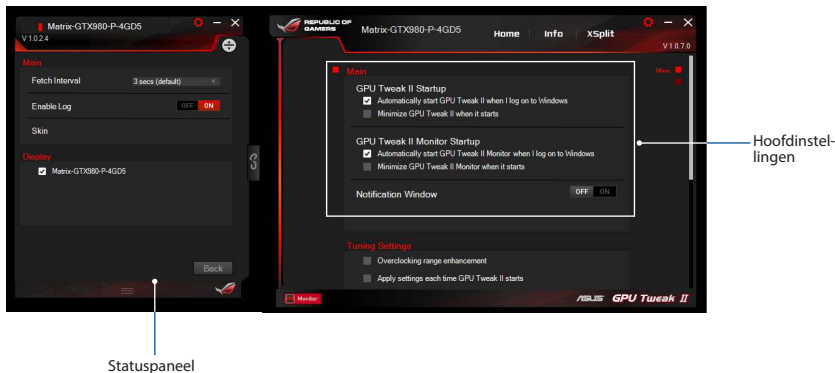 Matrix-GTX980-P-4GD5
V 1.0.2.4
Main
Fetch Interval
3 secs (default)
Enable Log
OFF ON
Skin
Display
Matrix-GTX980-P-4GD5
Back
REPUBLIC OF
GAMERS
Matrix-GTX980-P-4GD5
Home
Info
XSplit
V 1.0.7.0
Main
Main
GPU Tweak II Startup
Automatically start GPU Tweak II when I log on to Windows
Minimize GPU Tweak II when it starts
GPU Tweak II Monitor Startup
Automatically start GPU Tweak II Monitor when I log on to Windows
Minimize GPU Tweak II Monitor when it starts
Notification Window
OFF ON
Tuning Settings
Overclocking range enhancement
Apply settings each time GPU Tweak II starts
Monitor
ASUS GPU Tweak II
Hoofdinstel-
lingen
Statuspaneel